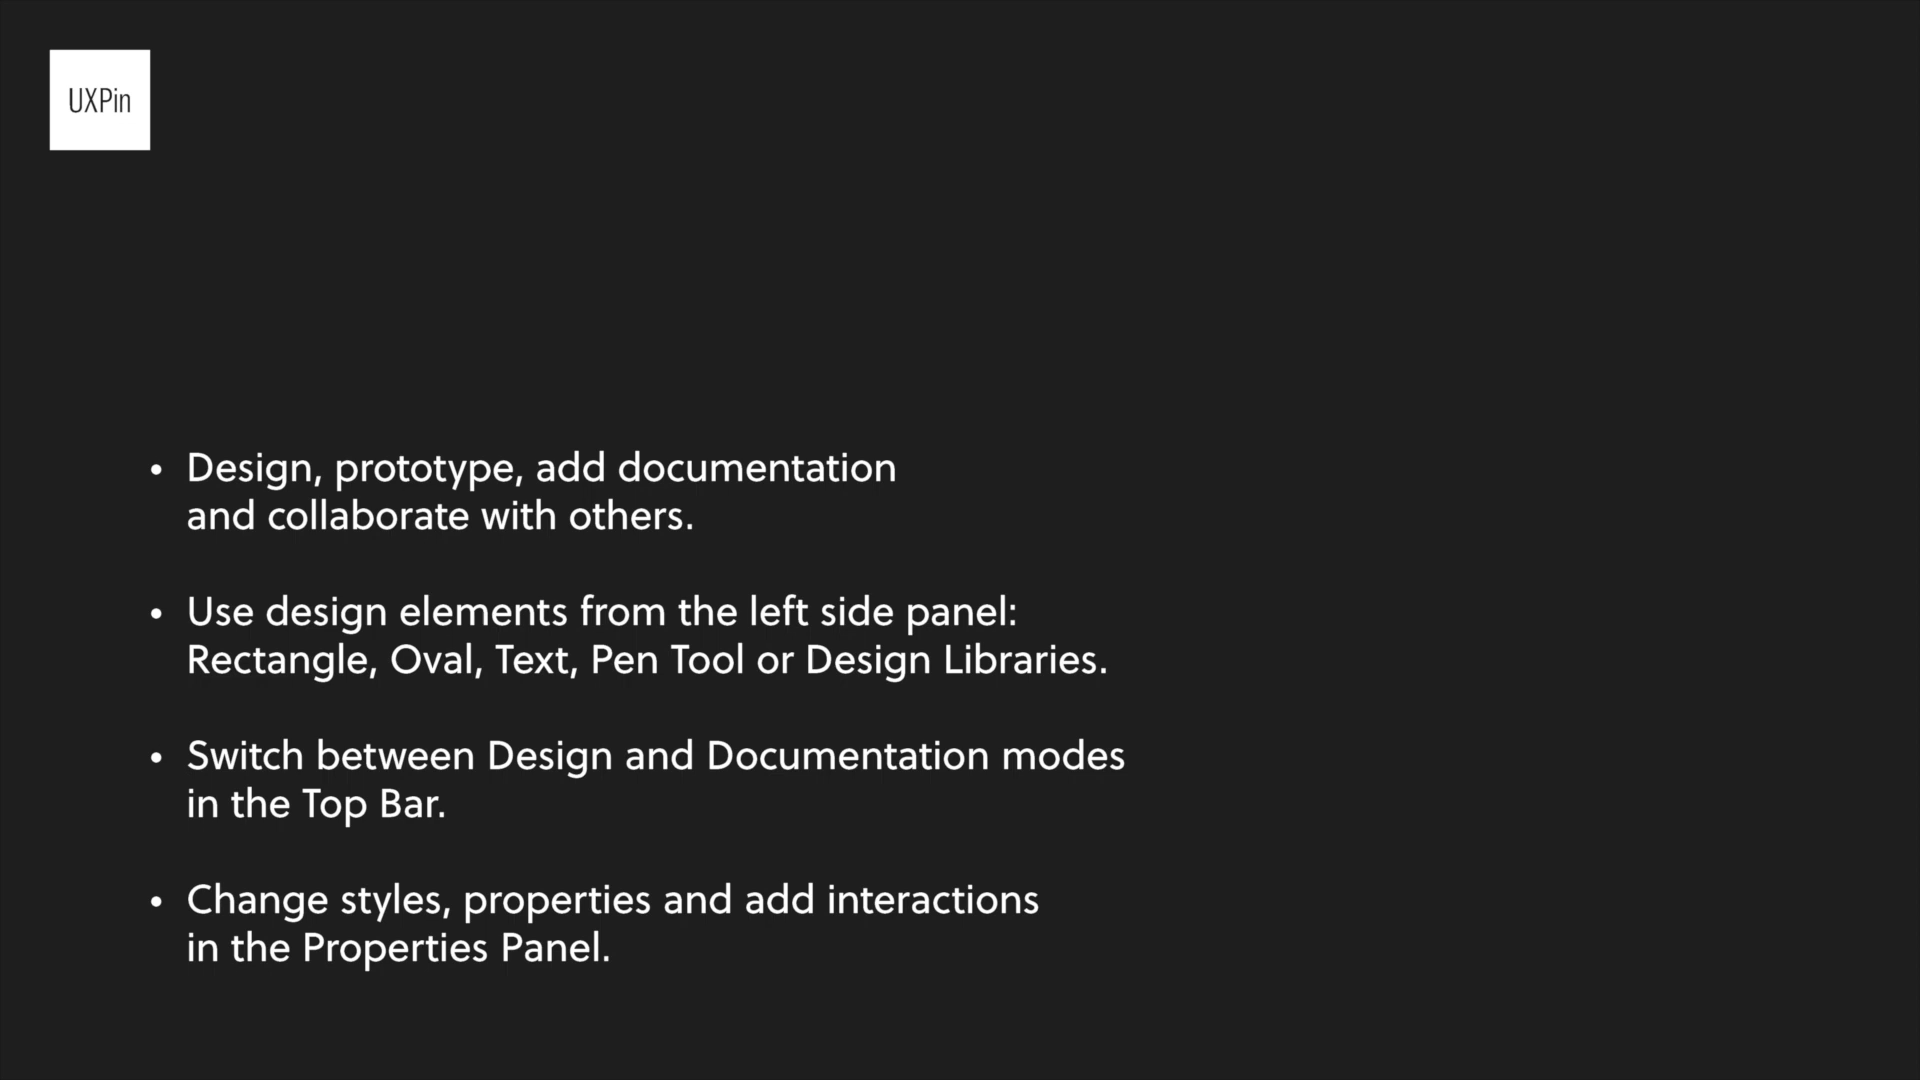 UXPin
• Design, prototype, add documentation
and collaborate with others.
• Use design elements from the left side panel:
Rectangle, Oval, Text, Pen Tool or Design Libraries.
• Switch between Design and Documentation modes
in the Top Bar.
• Change styles, properties and add interactions
in the Properties Panel.